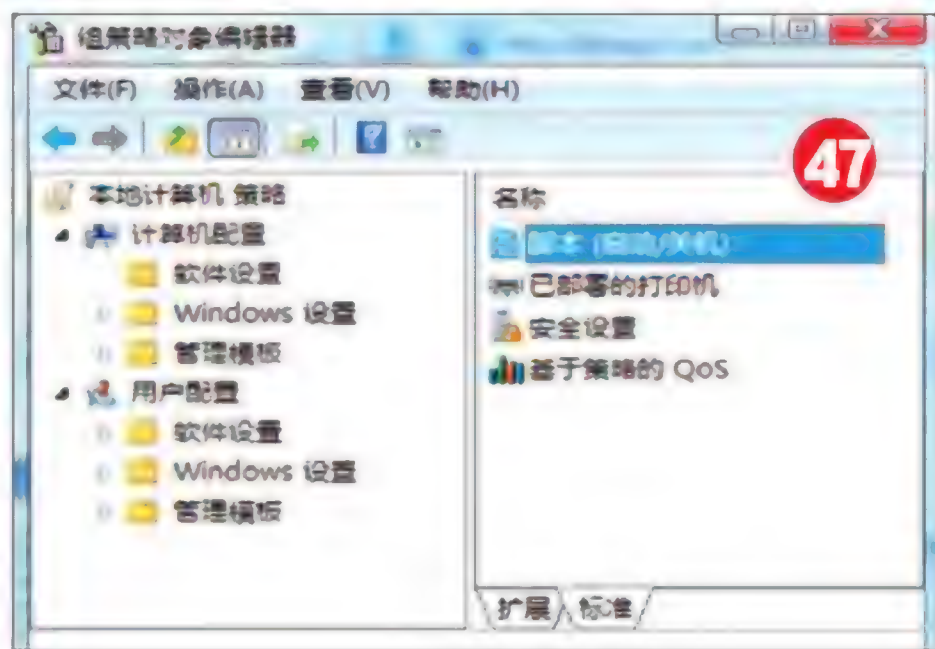 组策略对象编辑器
文件(F) 操作(A) 查看(V) 帮助(H)
47
本地计算机 策略
计算机配置
软件设置
Windows 设置
管理模板
用户配置
软件设置
Windows 设置
管理模板
名称
脚本 (启动/关机)
已部署的打印机
安全设置
基于策略的 QoS
扩展 标准